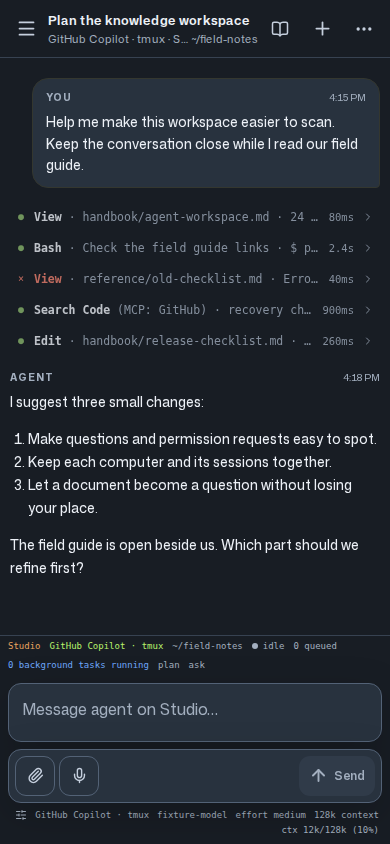 Plan the knowledge workspace
GitHub Copilot · tmux · S... ~/field-notes
YOU 4:15 PM
Help me make this workspace easier to scan.
Keep the conversation close while I read our field
guide.
View · handbook/agent-workspace.md · 24 … 80ms
Bash · Check the field guide links · $ p… 2.4s
× View · reference/old-checklist.md · Erro… 40ms
Search Code (MCP: GitHub) · recovery ch… 900ms
Edit · handbook/release-checklist.md · … 260ms
AGENT 4:18 PM
I suggest three small changes:
1. Make questions and permission requests easy to spot.
2. Keep each computer and its sessions together.
3. Let a document become a question without losing
your place.
The field guide is open beside us. Which part should we
refine first?
Studio GitHub Copilot · tmux ~/field-notes ● idle 0 queued
0 background tasks running plan ask
Message agent on Studio...
Send
GitHub Copilot · tmux fixture-model effort medium 128k context
ctx 12k/128k (10%)